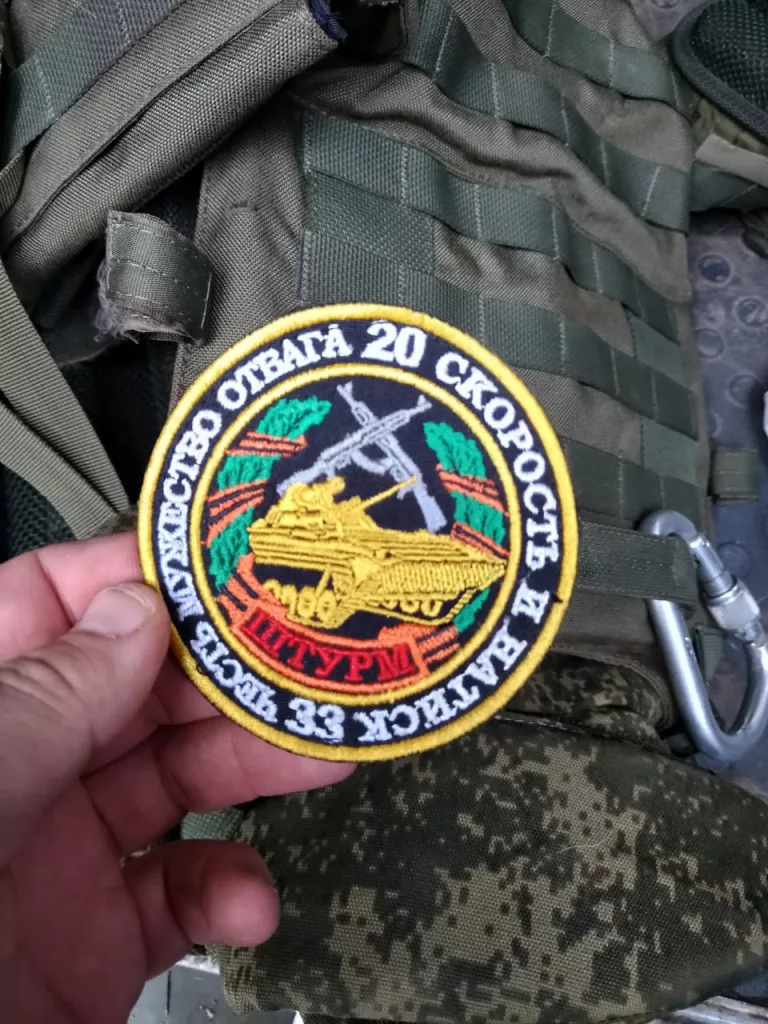 ЧЕСТЬ МУЖЕСТВО ОТВАГА 20 СКОРОСТЬ И НАТИСК 33
ШТУРМ